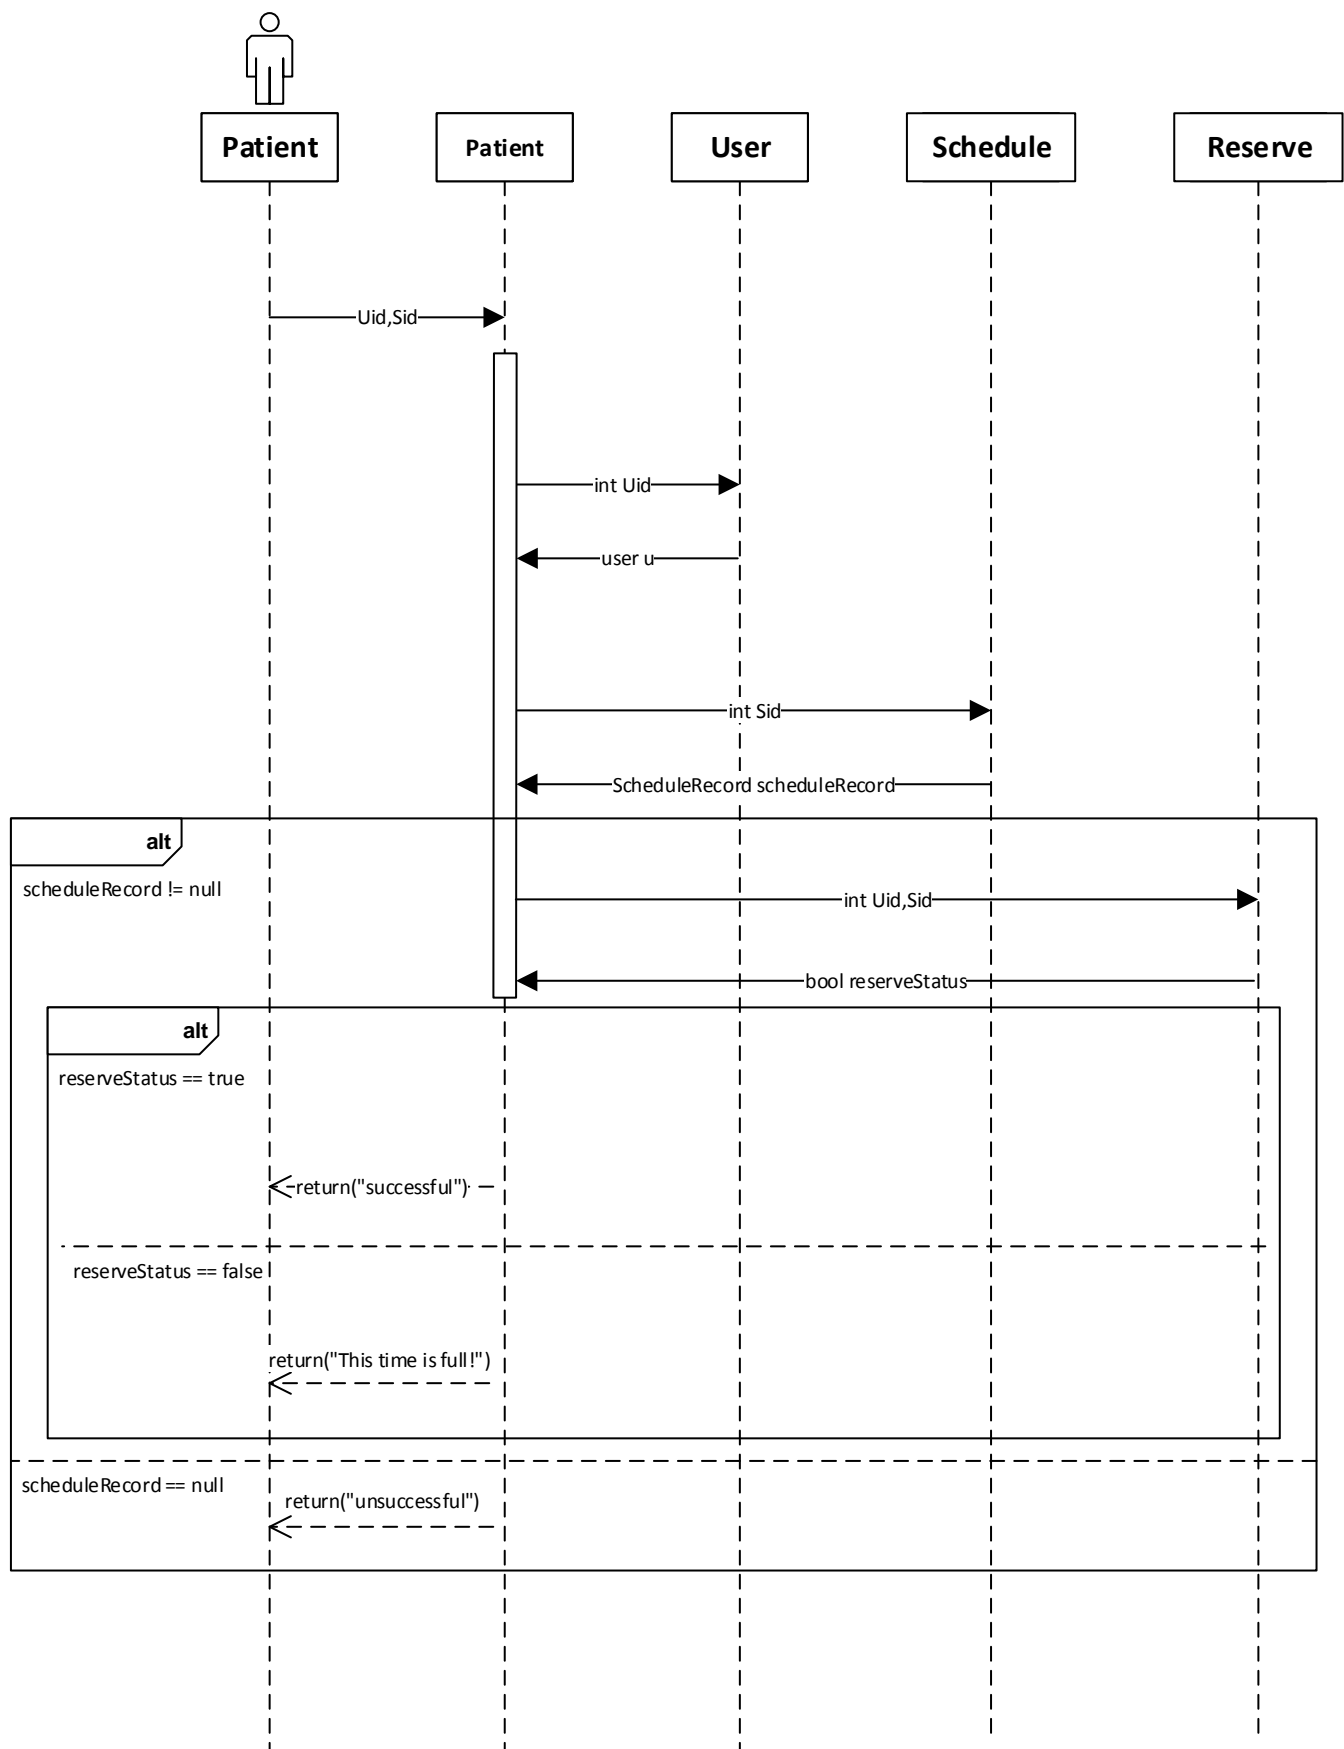 Patient
Patient
User
Schedule
Reserve
Uid,Sid
int Uid
user u
int Sid
ScheduleRecord scheduleRecord
alt
scheduleRecord != null
int Uid,Sid
bool reserveStatus
alt
reserveStatus == true
return("successful")
reserveStatus == false
return("This time is full!")
scheduleRecord == null
return("unsuccessful")